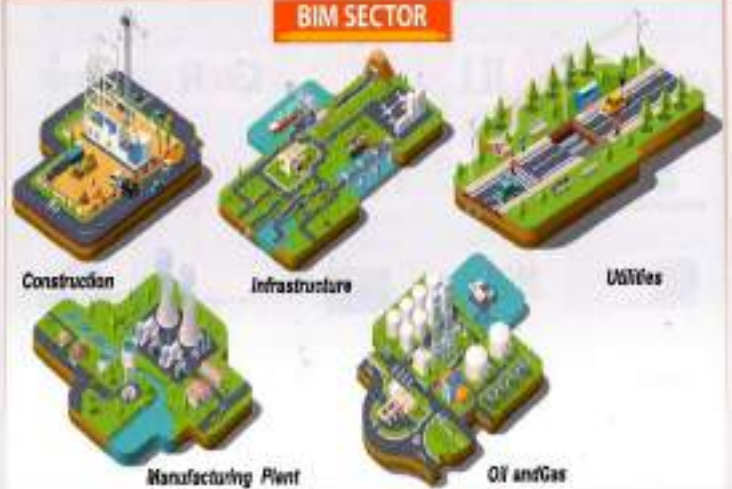 BIM SECTOR
Construction
Infrastructure
Utilities
Manufacturing Plant
Oil andGas